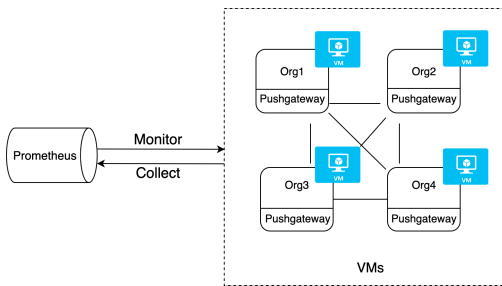 VM
VM
Org1
Org2
Pushgateway
Pushgateway
Monitor
Prometheus
Collect
VM
VM
Org3
Org4
Pushgateway
Pushgateway
VMs